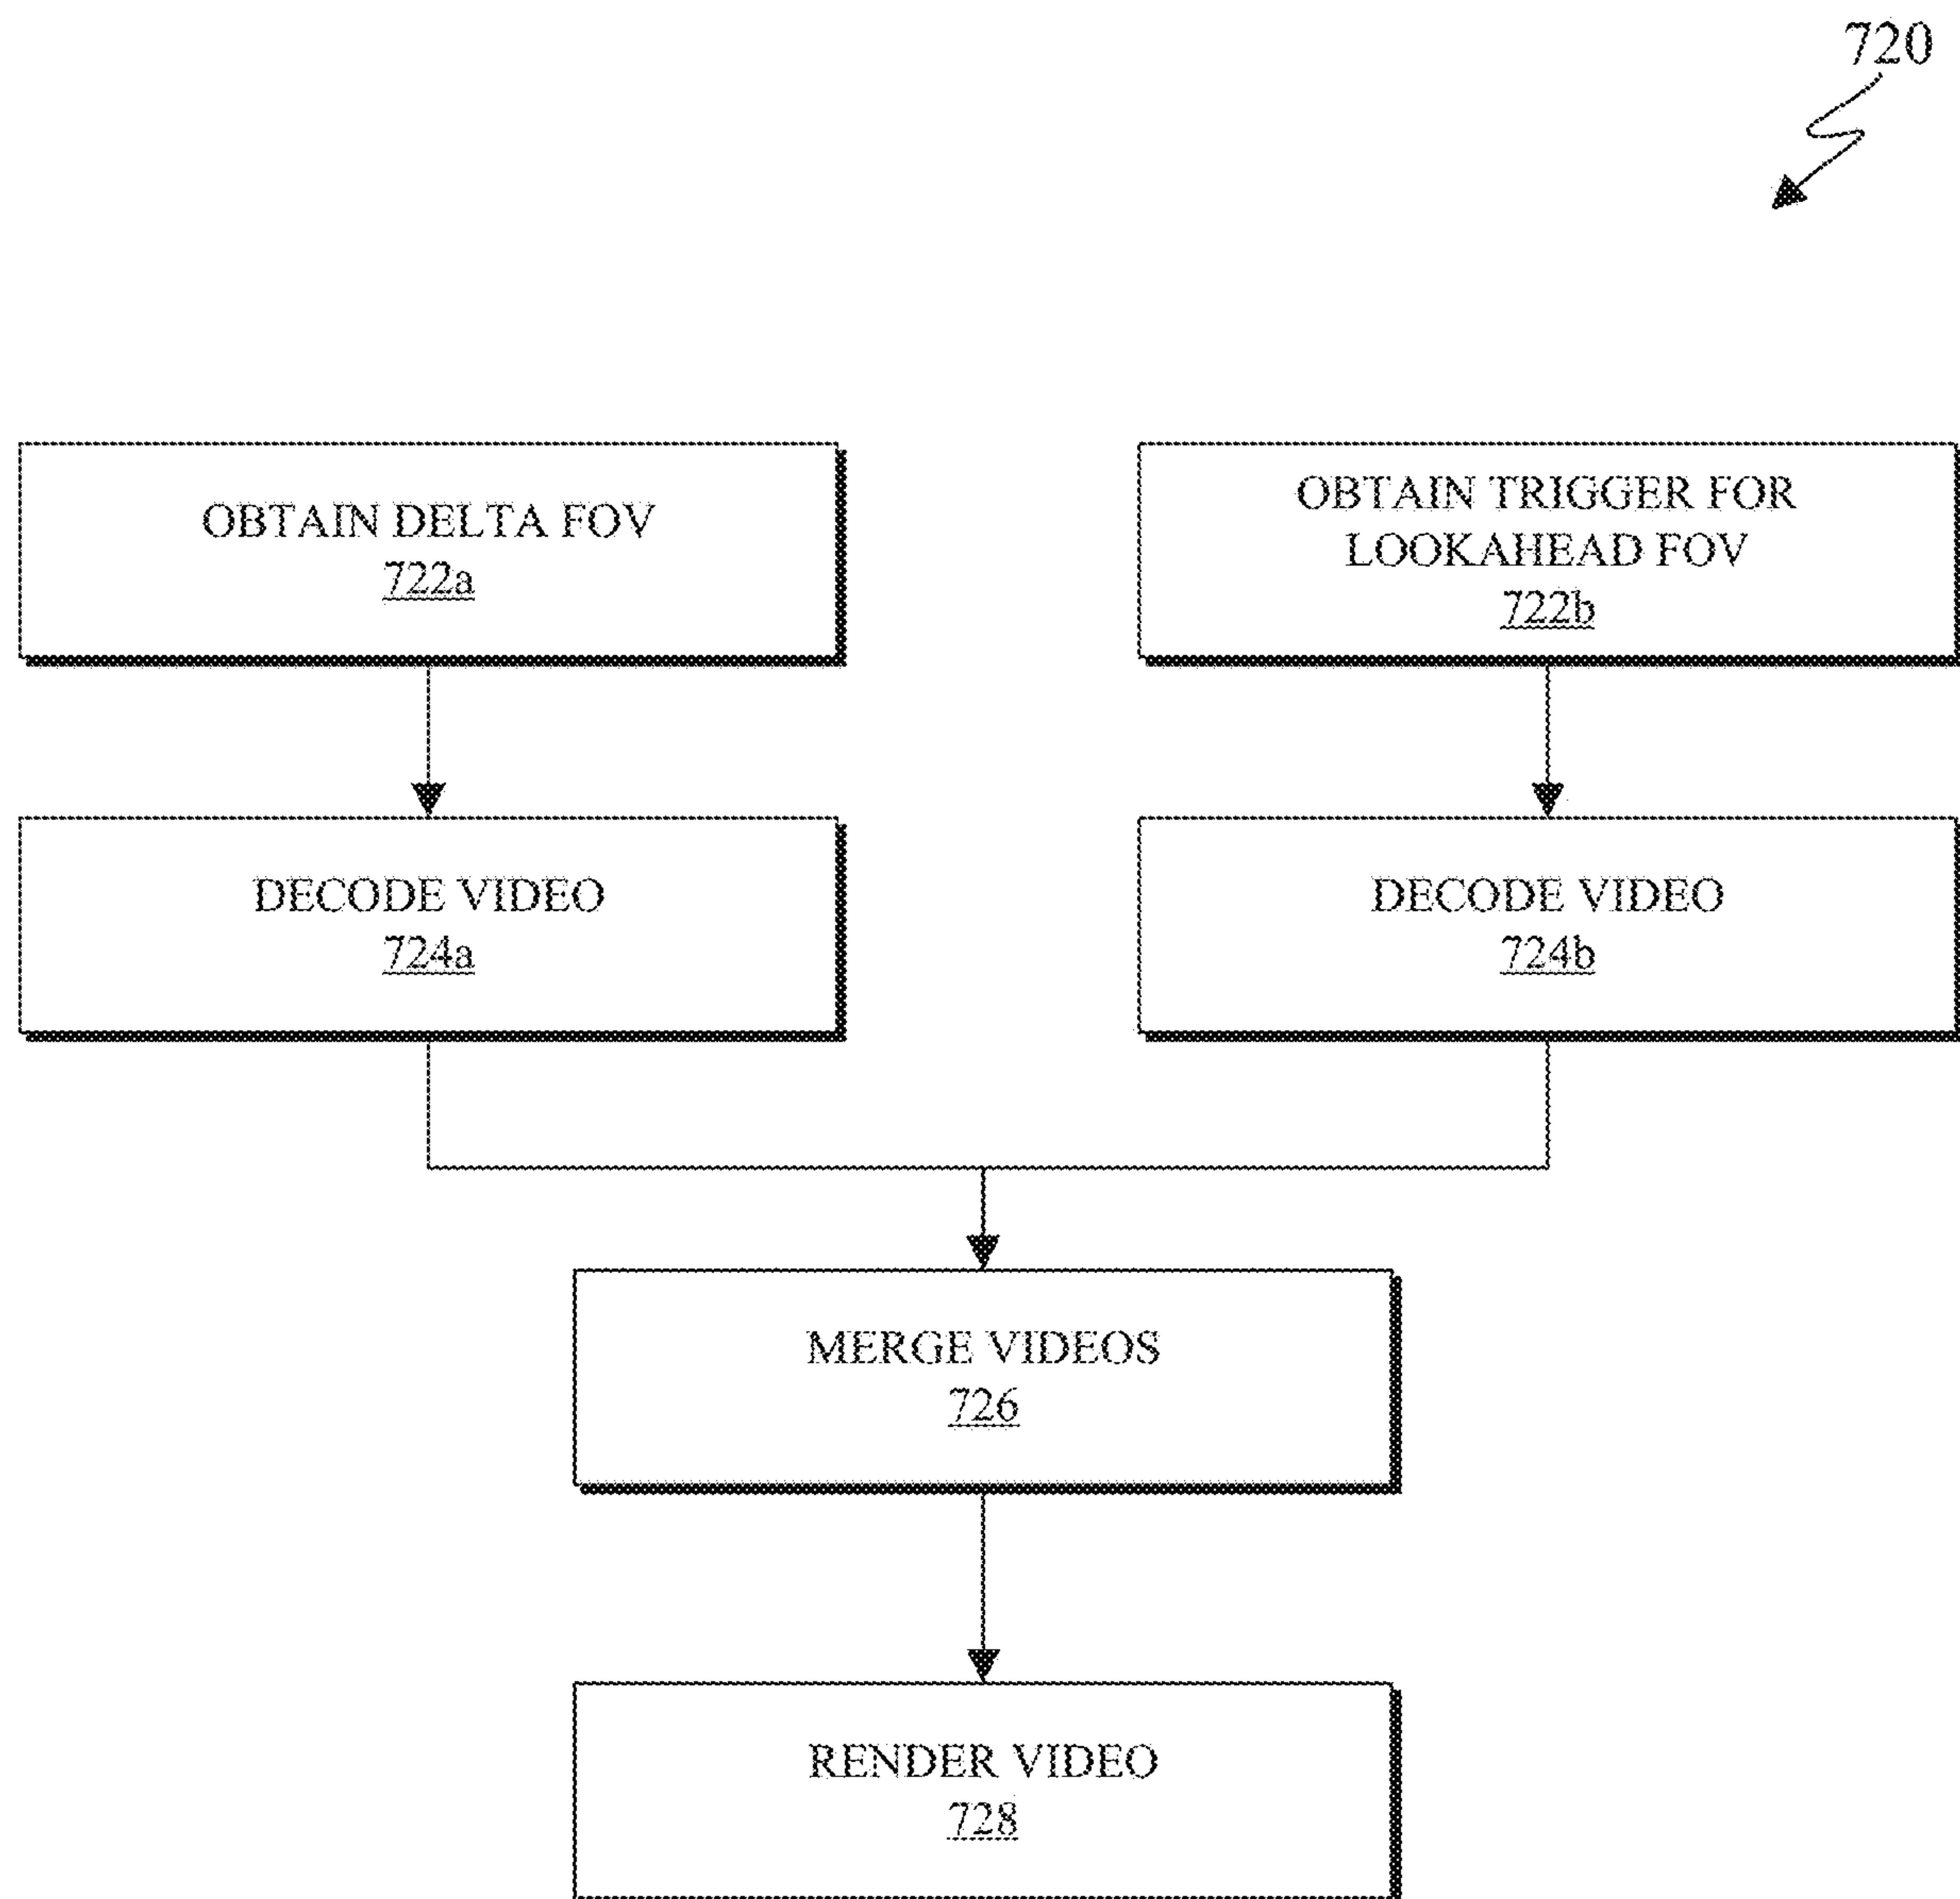 720
OBTAIN DELTA FOV
722a
OBTAIN TRIGGER FOR
LOOKAHEAD FOV
722b
DECODE VIDEO
724a
DECODE VIDEO
724b
MERGE VIDEOS
726
RENDER VIDEO
728